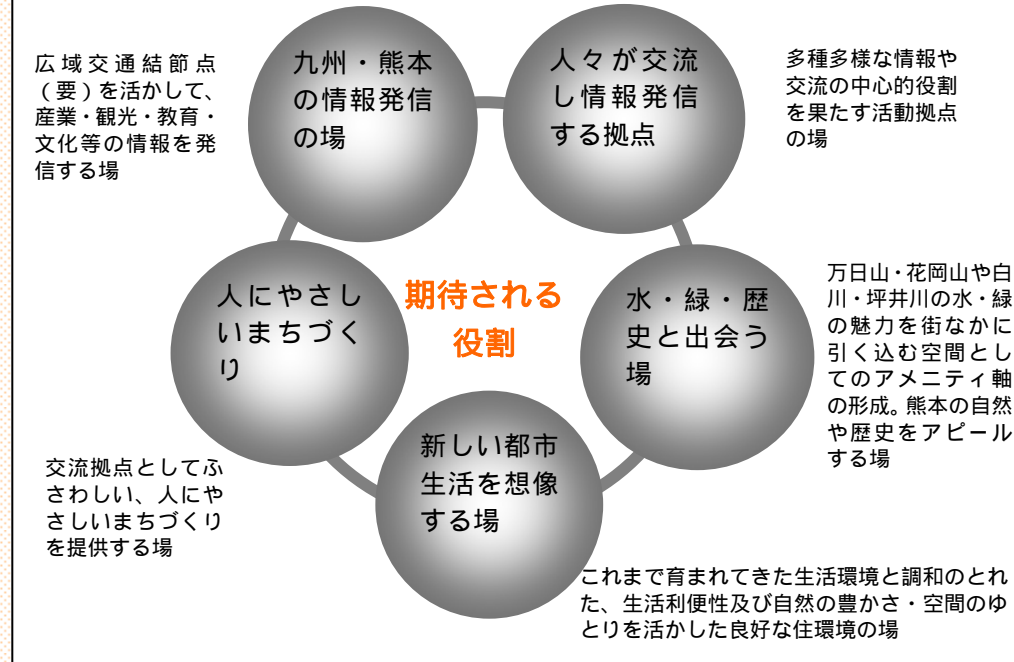 広域交通結節点
（要）を活かして、
産業・観光・教育・
文化等の情報を発
信する場
九州・熊本
の情報発信
の場
人々が交流
し情報発信
する拠点
多種多様な情報や
交流の中心的役割
を果たす活動拠点
の場
人にやさし
いまちづく
り
期待される
役割
水・緑・歴
史と出会う
場
万日山・花岡山や白
川・坪井川の水・緑
の魅力を街なかに
引く込む空間とし
てのアメニティ軸
の形成。熊本の自然
や歴史をアピール
する場
交流拠点としてふ
さわしい、人にや
さしいまちづくり
を提供する場
新しい都市
生活を想像
する場
これまで育まれてきた生活環境と調和のとれ
た、生活利便性及び自然の豊かさ・空間のゆ
とりを活かした良好な住環境の場